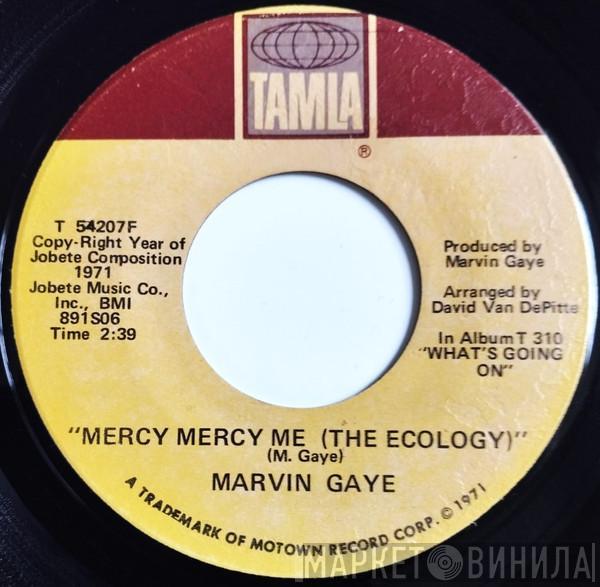 TAMLA
®
T 54207F
Copy-Right Year of
Jobete Composition
1971
Jobete Music Co.,
Inc., BMI
891S06
Time 2:39
Produced by
Marvin Gaye
Arranged by
David Van DePitte
In Album T 310
"WHAT'S GOING
ON"
"MERCY MERCY ME (THE ECOLOGY)"
(M. Gaye)
MARVIN GAYE
A TRADEMARK OF MOTOWN RECORD CORP. © 1971
МАРКЕТ ВИНИЛА